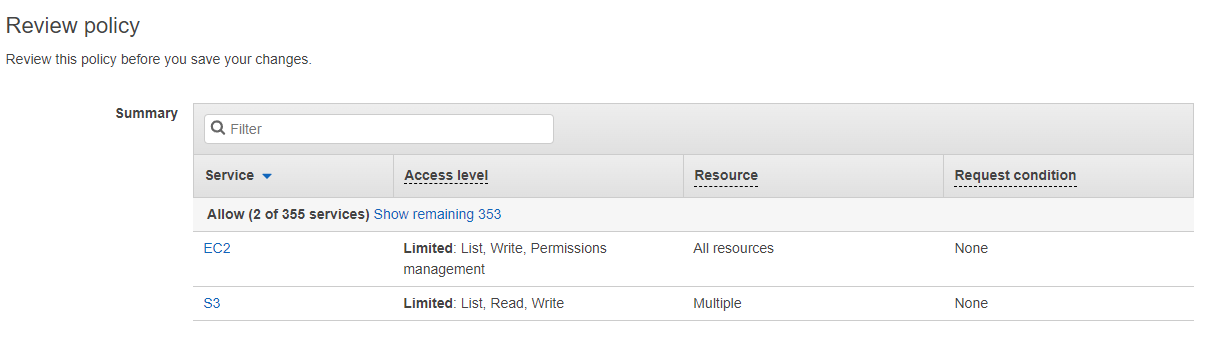 Review policy
Review this policy before you save your changes.
Summary
Filter
Service Access level Resource Request condition
Allow (2 of 355 services) Show remaining 353
EC2 Limited: List, Write, Permissions management All resources None
S3 Limited: List, Read, Write Multiple None